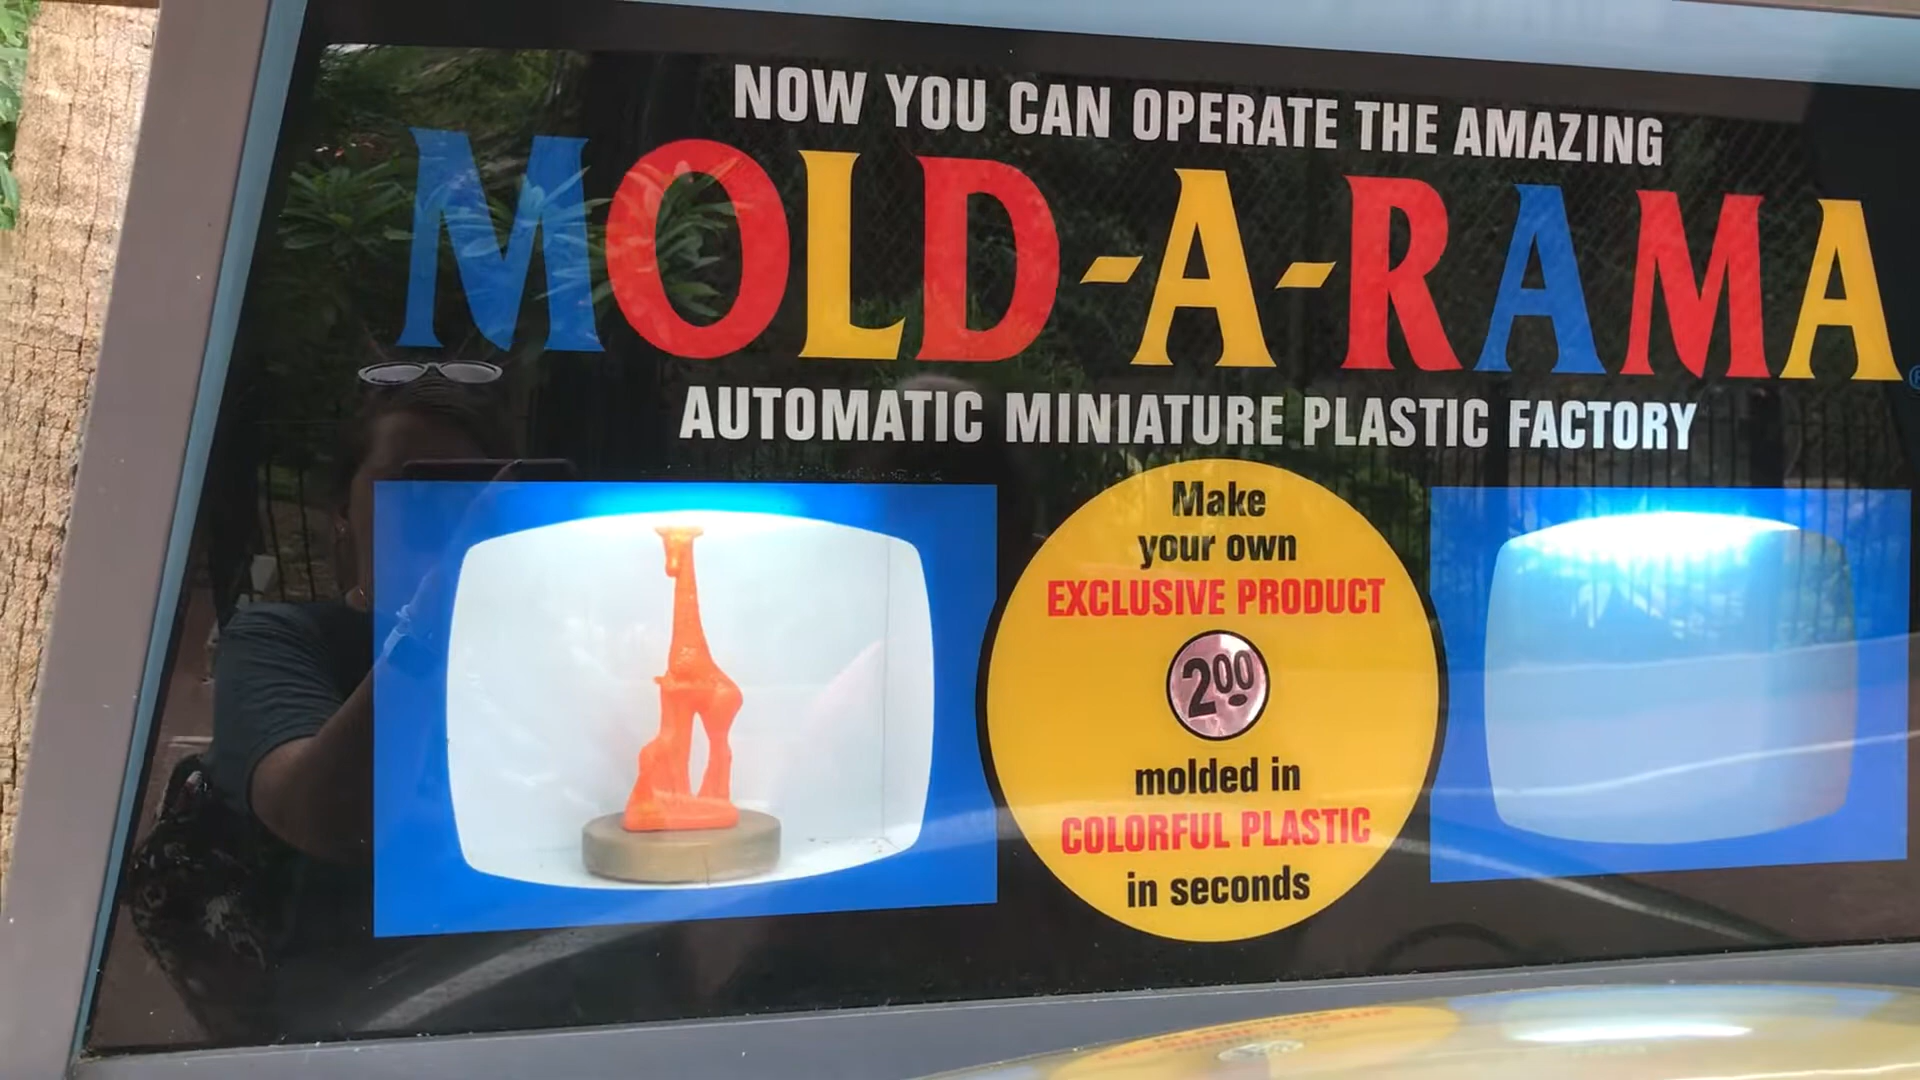 NOW YOU CAN OPERATE THE AMAZING
MOLD-A-RAMA
AUTOMATIC MINIATURE PLASTIC FACTORY
Make
your own
EXCLUSIVE PRODUCT
2.00
molded in
COLORFUL PLASTIC
in seconds